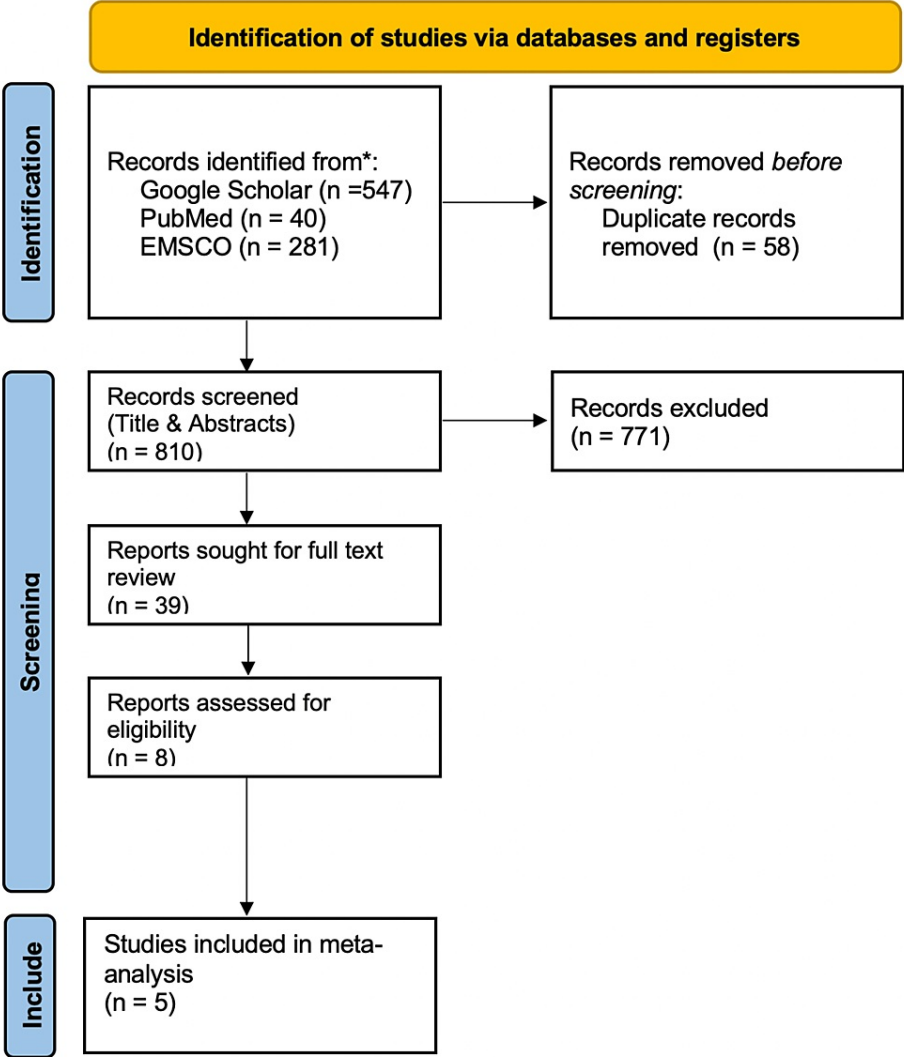 Identification of studies via databases and registers
Identification
Records identified from*:
Google Scholar (n =547)
PubMed (n = 40)
EMSCO (n = 281)
Records removed before
screening:
Duplicate records
removed (n = 58)
Screening
Records screened
(Title & Abstracts)
(n = 810)
Records excluded
(n = 771)
Reports sought for full text
review
(n = 39)
Reports assessed for
eligibility
(n = 8)
Include
Studies included in meta-
analysis
(n = 5)